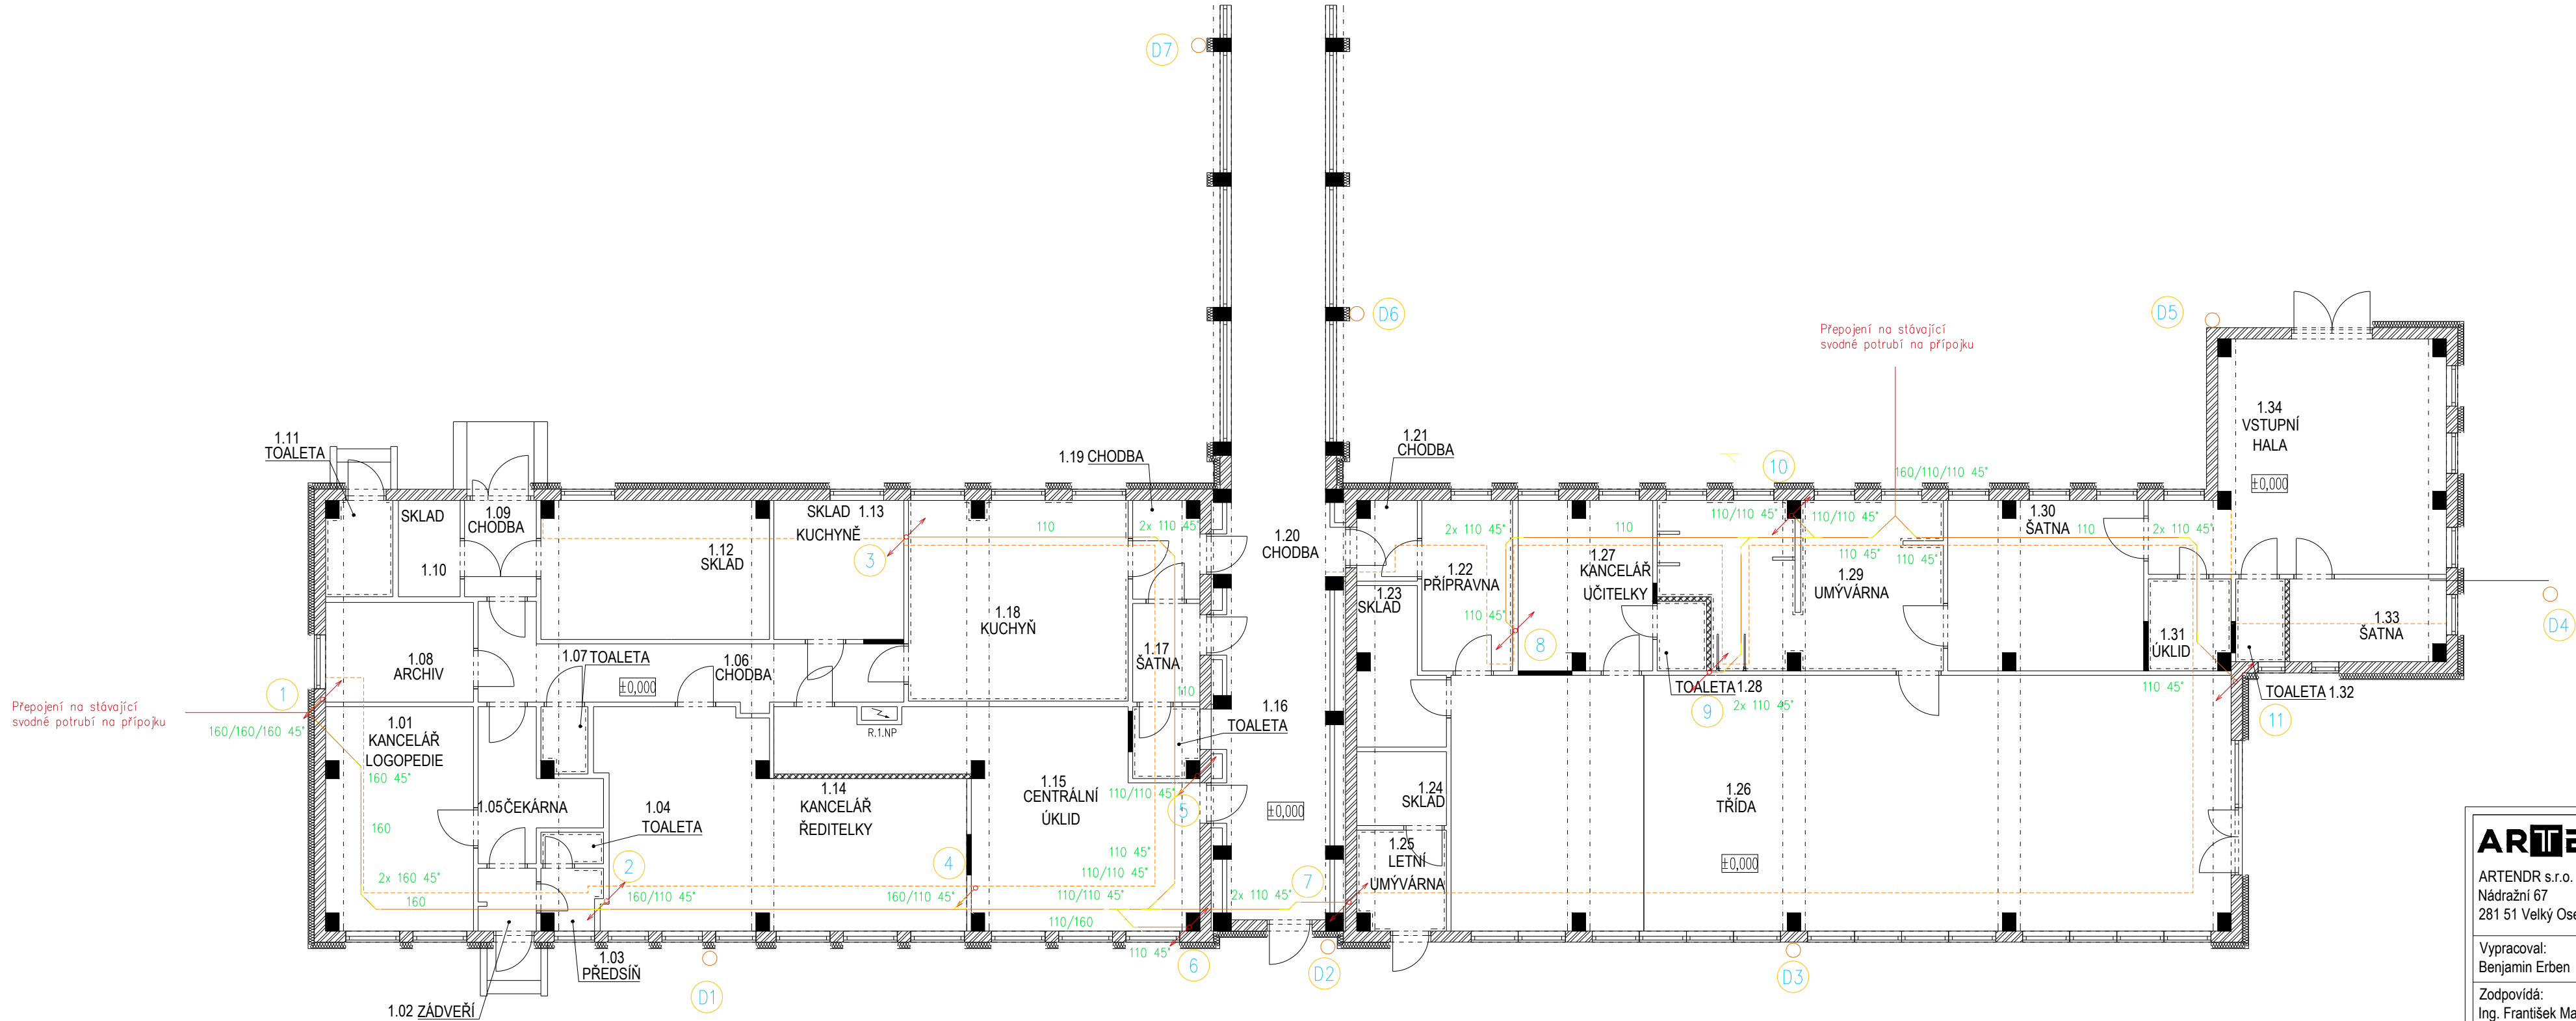 D7
D6
D5
Přepojení na stávající
svodné potrubí na přípojku
1.34
VSTUPNÍ
HALA
±0,000
1.11
TOALETA
SKLAD
1.10
1.09
CHODBA
1.12
SKLAD
SKLAD 1.13
KUCHYNĚ
3
110
1.18
KUCHYŇ
1.19 CHODBA
2x 110 45°
1.20
CHODBA
1.21
CHODBA
2x 110 45°
1.22
PŘÍPRAVNA
1.23
SKLAD
110 45°
8
110
1.27
KANCELÁŘ
UČITELKY
10
110/110 45°
110/110 45°
160/110/110 45°
110 45°
110 45°
1.29
UMÝVÁRNA
1.30
ŠATNA
110
2x 110 45°
1.31
ÚKLID
110 45°
1.33
ŠATNA
D4
TOALETA 1.32
11
TOALETA 1.28
9
2x 110 45°
1.08
ARCHIV
1.07 TOALETA
1.06
CHODBA
±0,000
1.17
ŠATNA
110
1.16
TOALETA
R.1.NP
1
Přepojení na stávající
svodné potrubí na přípojku
160/160/160 45°
1.01
KANCELÁŘ
LOGOPEDIE
160 45°
160
2x 160 45°
160
1.05 ČEKÁRNA
1.04
TOALETA
2
160/110 45°
1.14
KANCELÁŘ
ŘEDITELKY
4
160/110 45°
1.15
CENTRÁLNÍ
ÚKLID
110/110 45°
5
110 45°
110/110 45°
110/110 45°
110/160
110 45°
6
±0,000
2x 110 45°
7
1.24
SKLAD
1.25
LETNÍ
UMÝVÁRNA
1.26
TŘÍDA
±0,000
1.03
PŘEDSÍŇ
1.02 ZÁDVEŘÍ
D1
D2
D3
ARTENDR s.r.o.
Nádražní 67
281 51 Velký Ose
Vypracoval:
Benjamin Erben
Zodpovídá:
Ing. František Ma